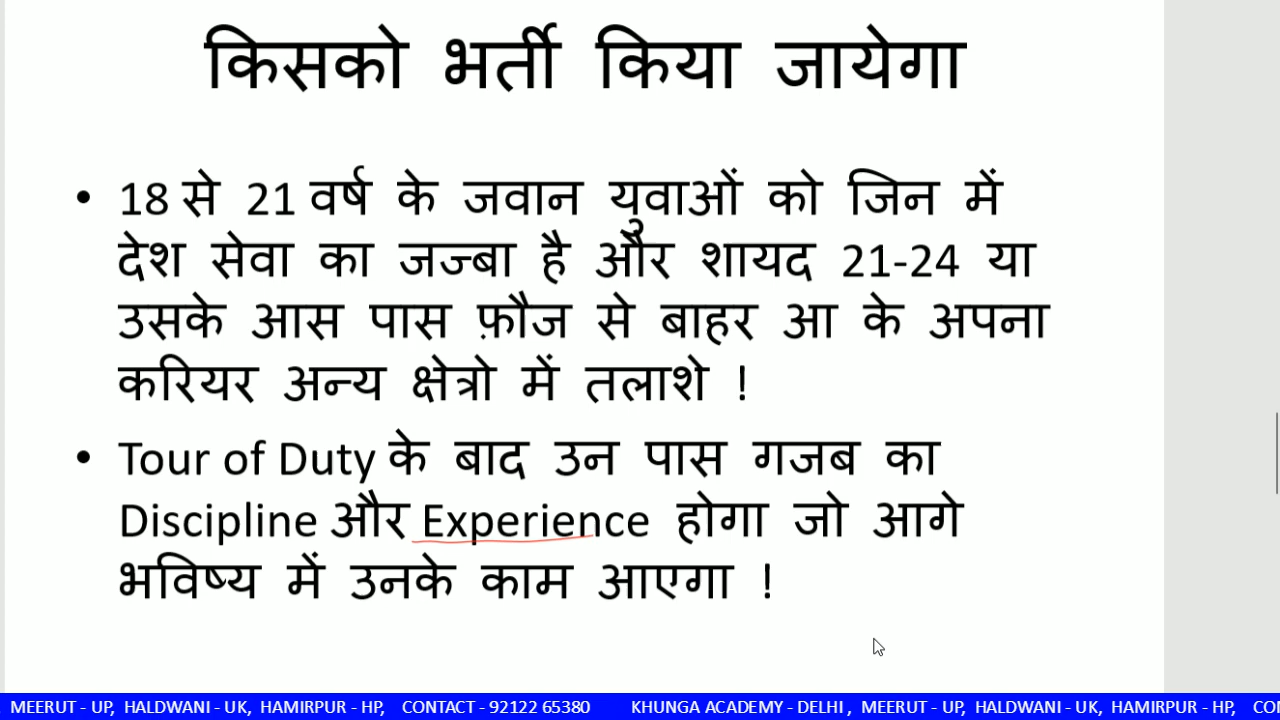 किसको भर्ती किया जायेगा
• 18 से 21 वर्ष के जवान युवाओं को जिन में
देश सेवा का जज्बा है और शायद 21-24 या
उसके आस पास फ़ौज से बाहर आ के अपना
करियर अन्य क्षेत्रो में तलाशे !
• Tour of Duty के बाद उन पास गजब का
Discipline और Experience होगा जो आगे
भविष्य में उनके काम आएगा !
MEERUT - UP, HALDWANI - UK, HAMIRPUR - HP, CONTACT - 92122 65380 KHUNGA ACADEMY - DELHI , MEERUT - UP, HALDWANI - UK, HAMIRPUR - HP, CO